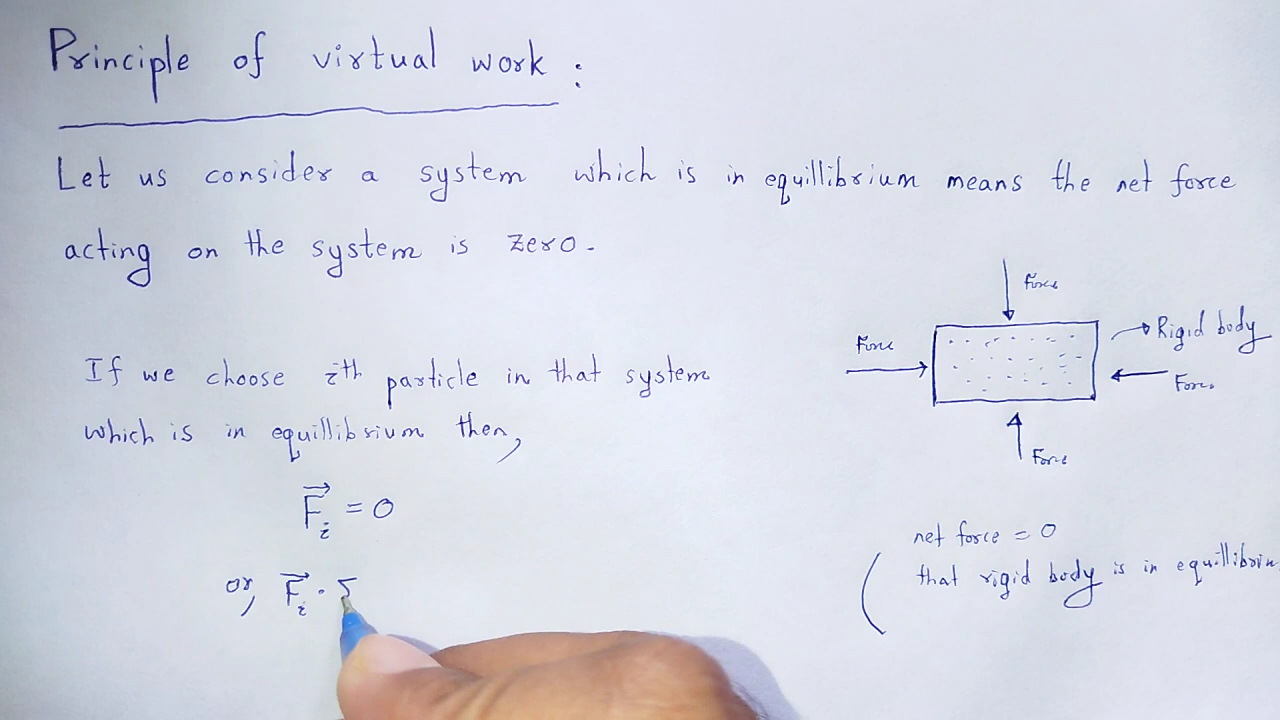 Principle of virtual work :
Let us consider a system which is in equillibrium means the net force
acting on the system is zero.
Force
Rigid body
Force
Force
Force
If we choose ith particle in that system
which is in equillibrium then,
F⃗ᵢ = 0
net force = 0
that rigid body is in
or, F⃗ᵢ ·